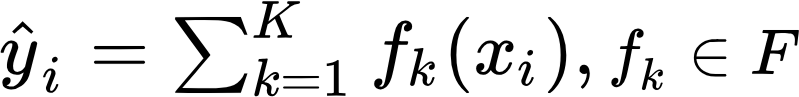 ŷᵢ = ∑ₖ₌₁ᴷ fₖ(xᵢ), fₖ ∈ F